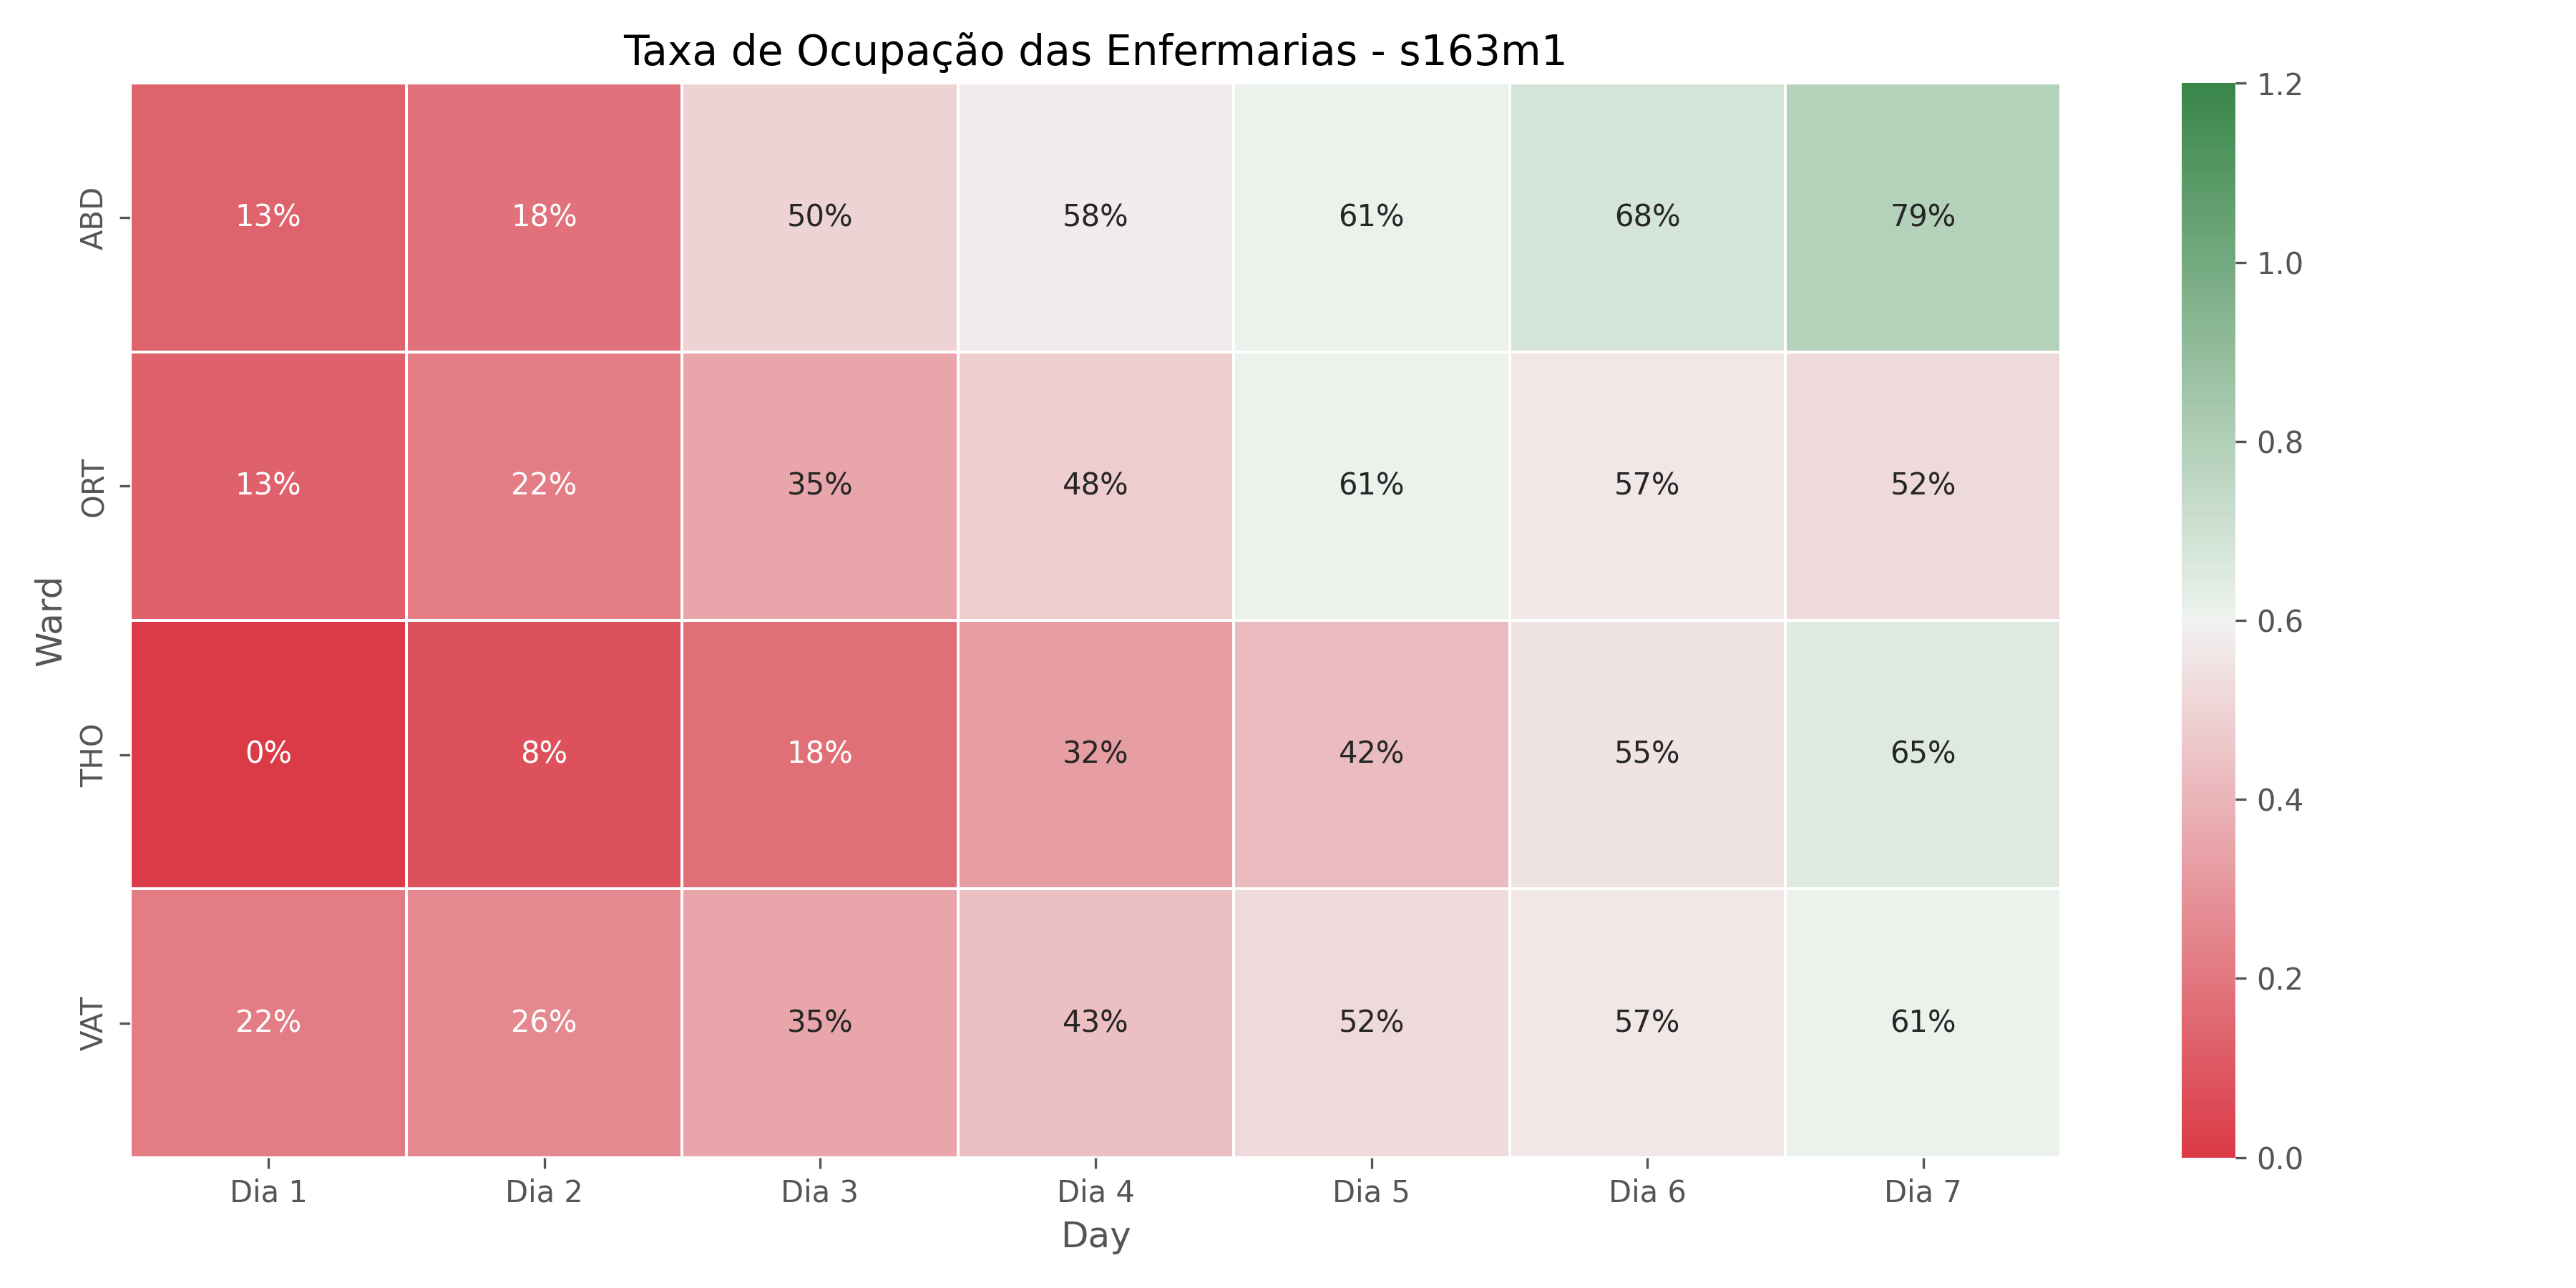 Taxa de Ocupação das Enfermarias - s163m1
Ward
ABD 13% 18% 50% 58% 61% 68% 79%
ORT 13% 22% 35% 48% 61% 57% 52%
THO 0% 8% 18% 32% 42% 55% 65%
VAT 22% 26% 35% 43% 52% 57% 61%
Dia 1 Dia 2 Dia 3 Dia 4 Dia 5 Dia 6 Dia 7
Day
1.2
1.0
0.8
0.6
0.4
0.2
0.0